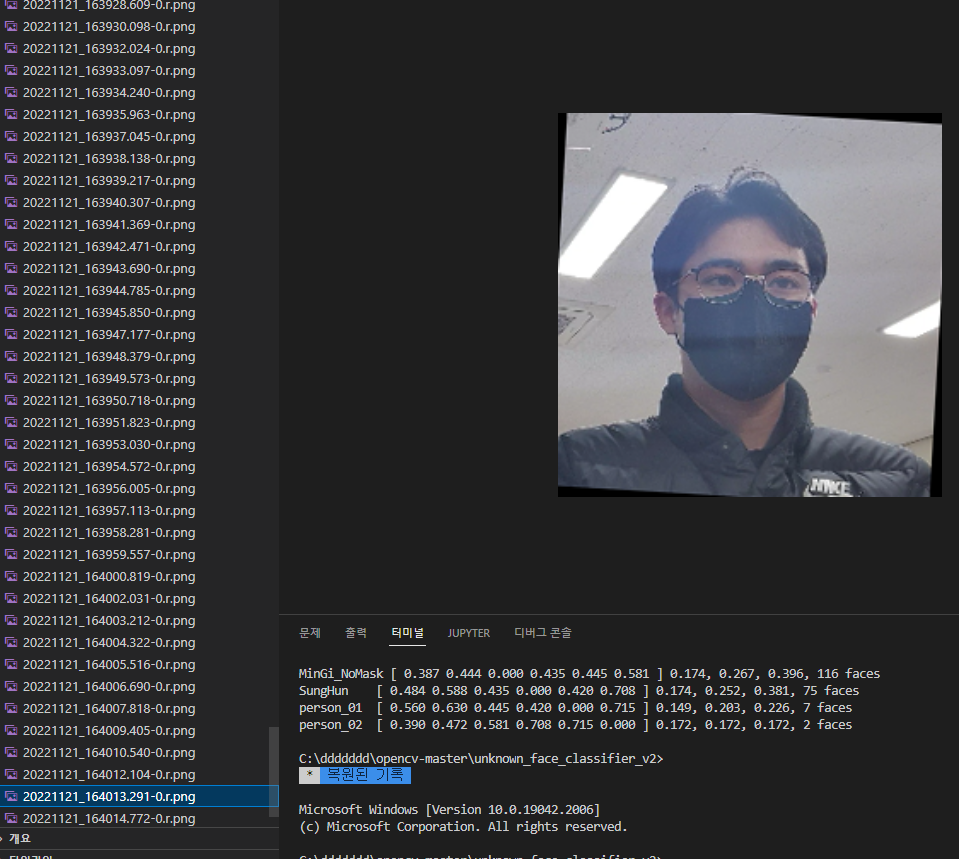 20221121_163928.609-0.r.png
20221121_163930.098-0.r.png
20221121_163932.024-0.r.png
20221121_163933.097-0.r.png
20221121_163934.240-0.r.png
20221121_163935.963-0.r.png
20221121_163937.045-0.r.png
20221121_163938.138-0.r.png
20221121_163939.217-0.r.png
20221121_163940.307-0.r.png
20221121_163941.369-0.r.png
20221121_163942.471-0.r.png
20221121_163943.690-0.r.png
20221121_163944.785-0.r.png
20221121_163945.850-0.r.png
20221121_163947.177-0.r.png
20221121_163948.379-0.r.png
20221121_163949.573-0.r.png
20221121_163950.718-0.r.png
20221121_163951.823-0.r.png
20221121_163953.030-0.r.png
20221121_163954.572-0.r.png
20221121_163956.005-0.r.png
20221121_163957.113-0.r.png
20221121_163958.281-0.r.png
20221121_163959.557-0.r.png
20221121_164000.819-0.r.png
20221121_164002.031-0.r.png
20221121_164003.212-0.r.png
20221121_164004.322-0.r.png
20221121_164005.516-0.r.png
20221121_164006.690-0.r.png
20221121_164007.818-0.r.png
20221121_164009.405-0.r.png
20221121_164010.540-0.r.png
20221121_164012.104-0.r.png
20221121_164013.291-0.r.png
20221121_164014.772-0.r.png
개요
NIKE
문제 출력 터미널 JUPYTER 디버그 콘솔
MinGi_NoMask [ 0.387 0.444 0.000 0.435 0.445 0.581 ] 0.174, 0.267, 0.396, 116 faces
SungHun [ 0.484 0.588 0.435 0.000 0.420 0.708 ] 0.174, 0.252, 0.381, 75 faces
person_01 [ 0.560 0.630 0.445 0.420 0.000 0.715 ] 0.149, 0.203, 0.226, 7 faces
person_02 [ 0.390 0.472 0.581 0.708 0.715 0.000 ] 0.172, 0.172, 0.172, 2 faces
C:\ddddddd\opencv-master\unknown_face_classifier_v2>
* 복원된 기록
Microsoft Windows [Version 10.0.19042.2006]
(c) Microsoft Corporation. All rights reserved.
C:\ddddddd\opencv-master\unknown_face_classifier_v2>